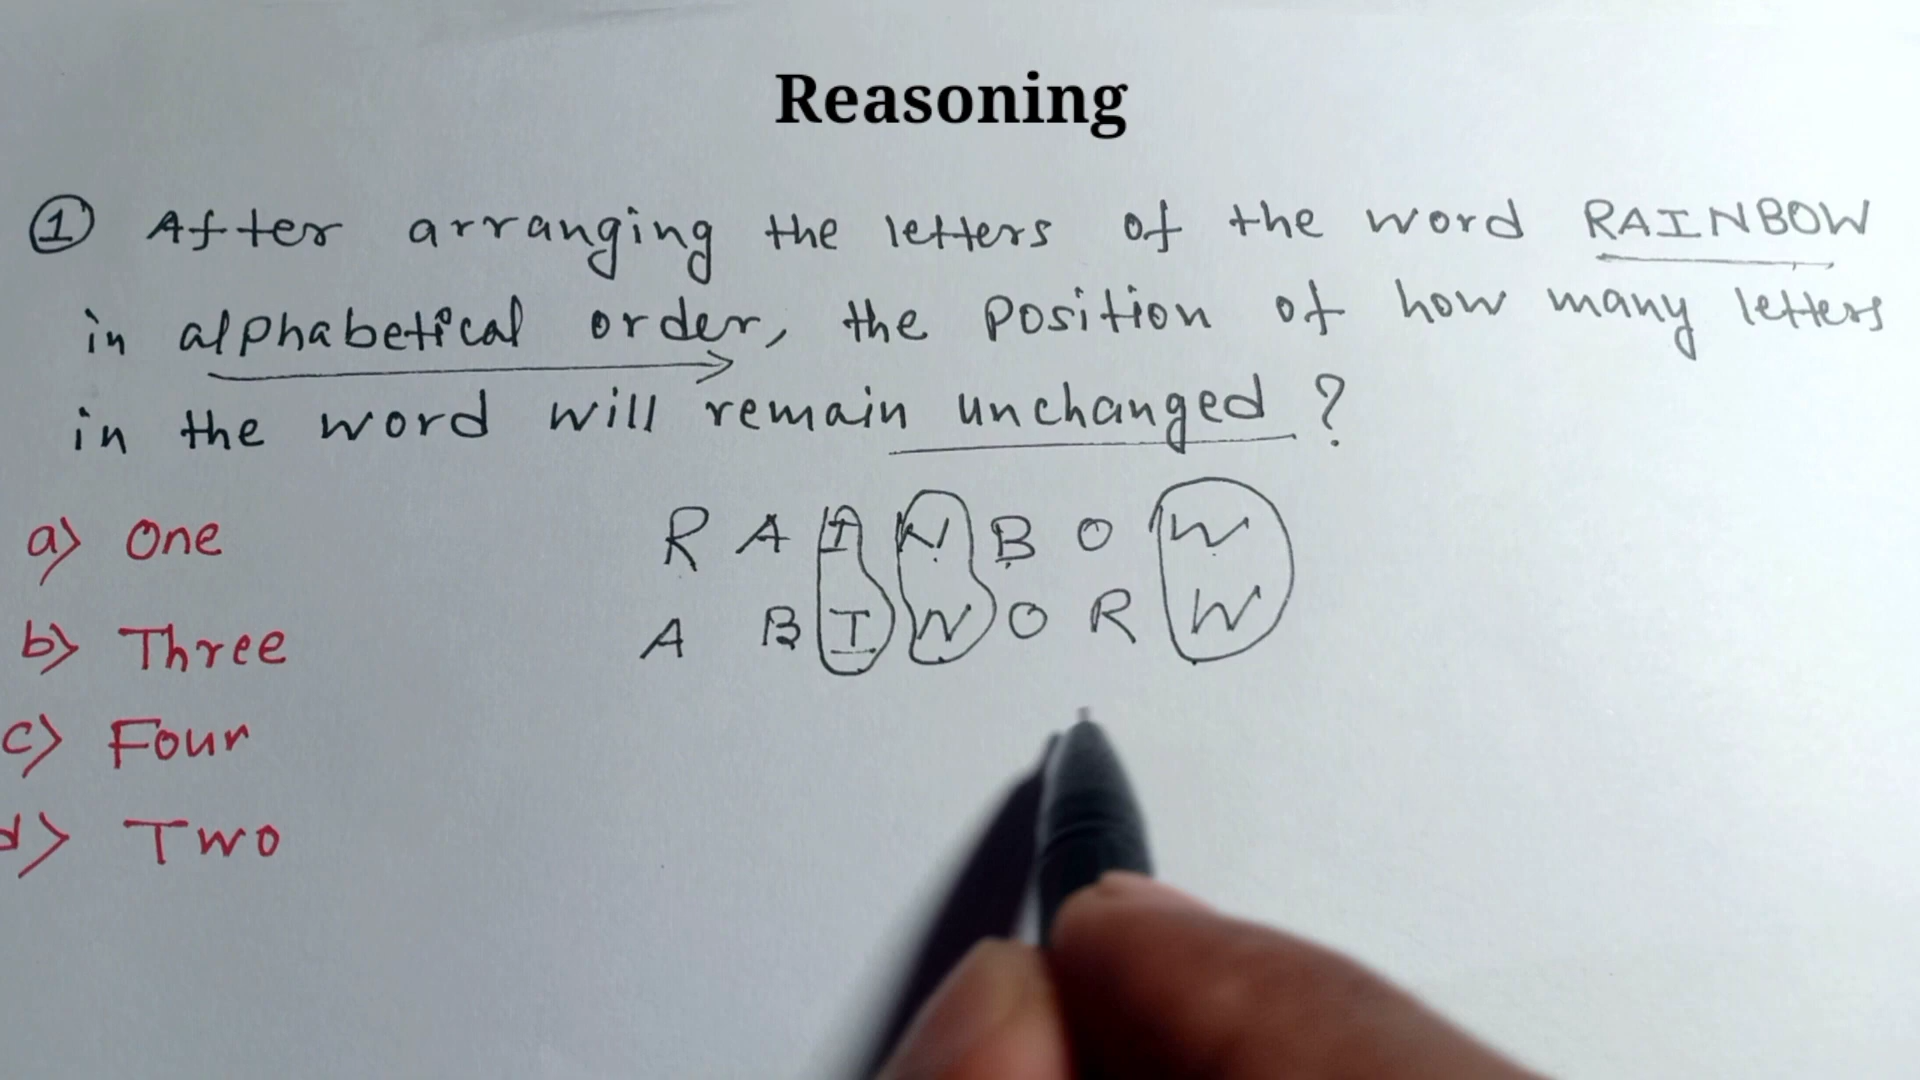 Reasoning
① After arranging the letters of the word RAINBOW
in alphabetical order, the position of how many letters
in the word will remain unchanged ?
a) One
b) Three
c) Four
d) Two
R A I N B O W
A B I N O R W